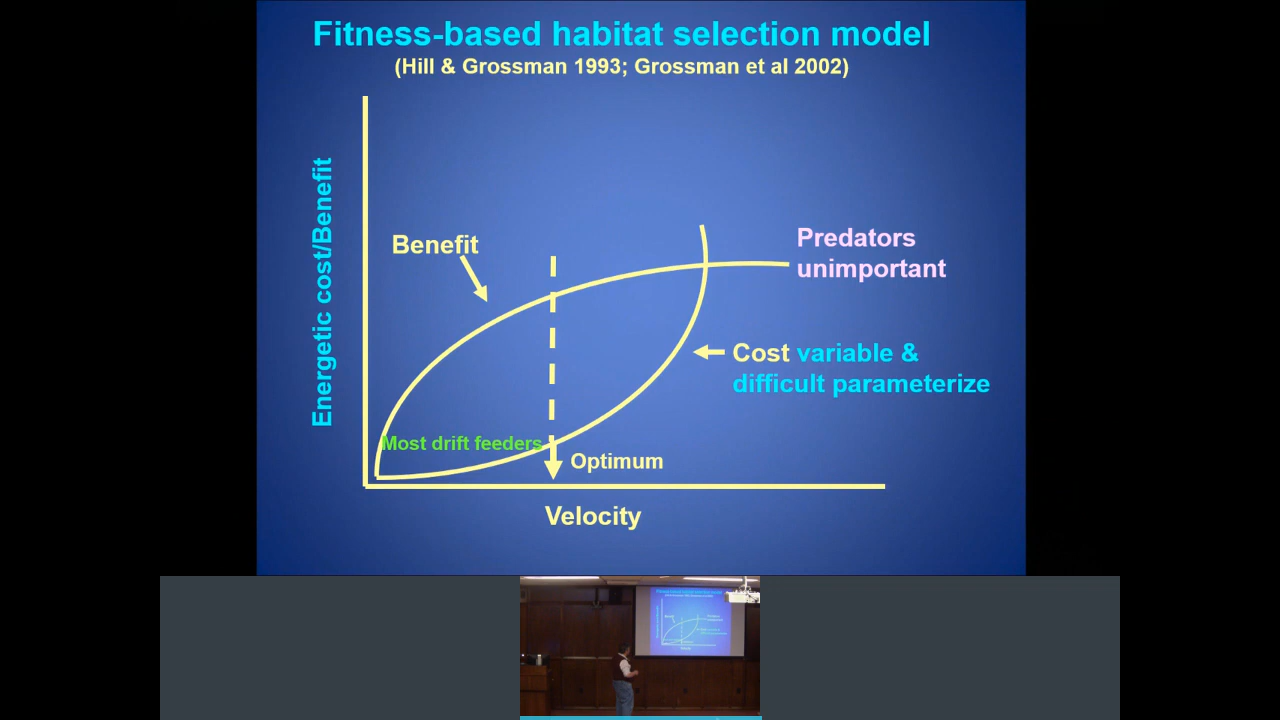 Fitness-based habitat selection model
(Hill & Grossman 1993; Grossman et al 2002)
Energetic cost/Benefit
Benefit
Predators
unimportant
Cost variable &
difficult parameterize
Most drift feeders
Optimum
Velocity